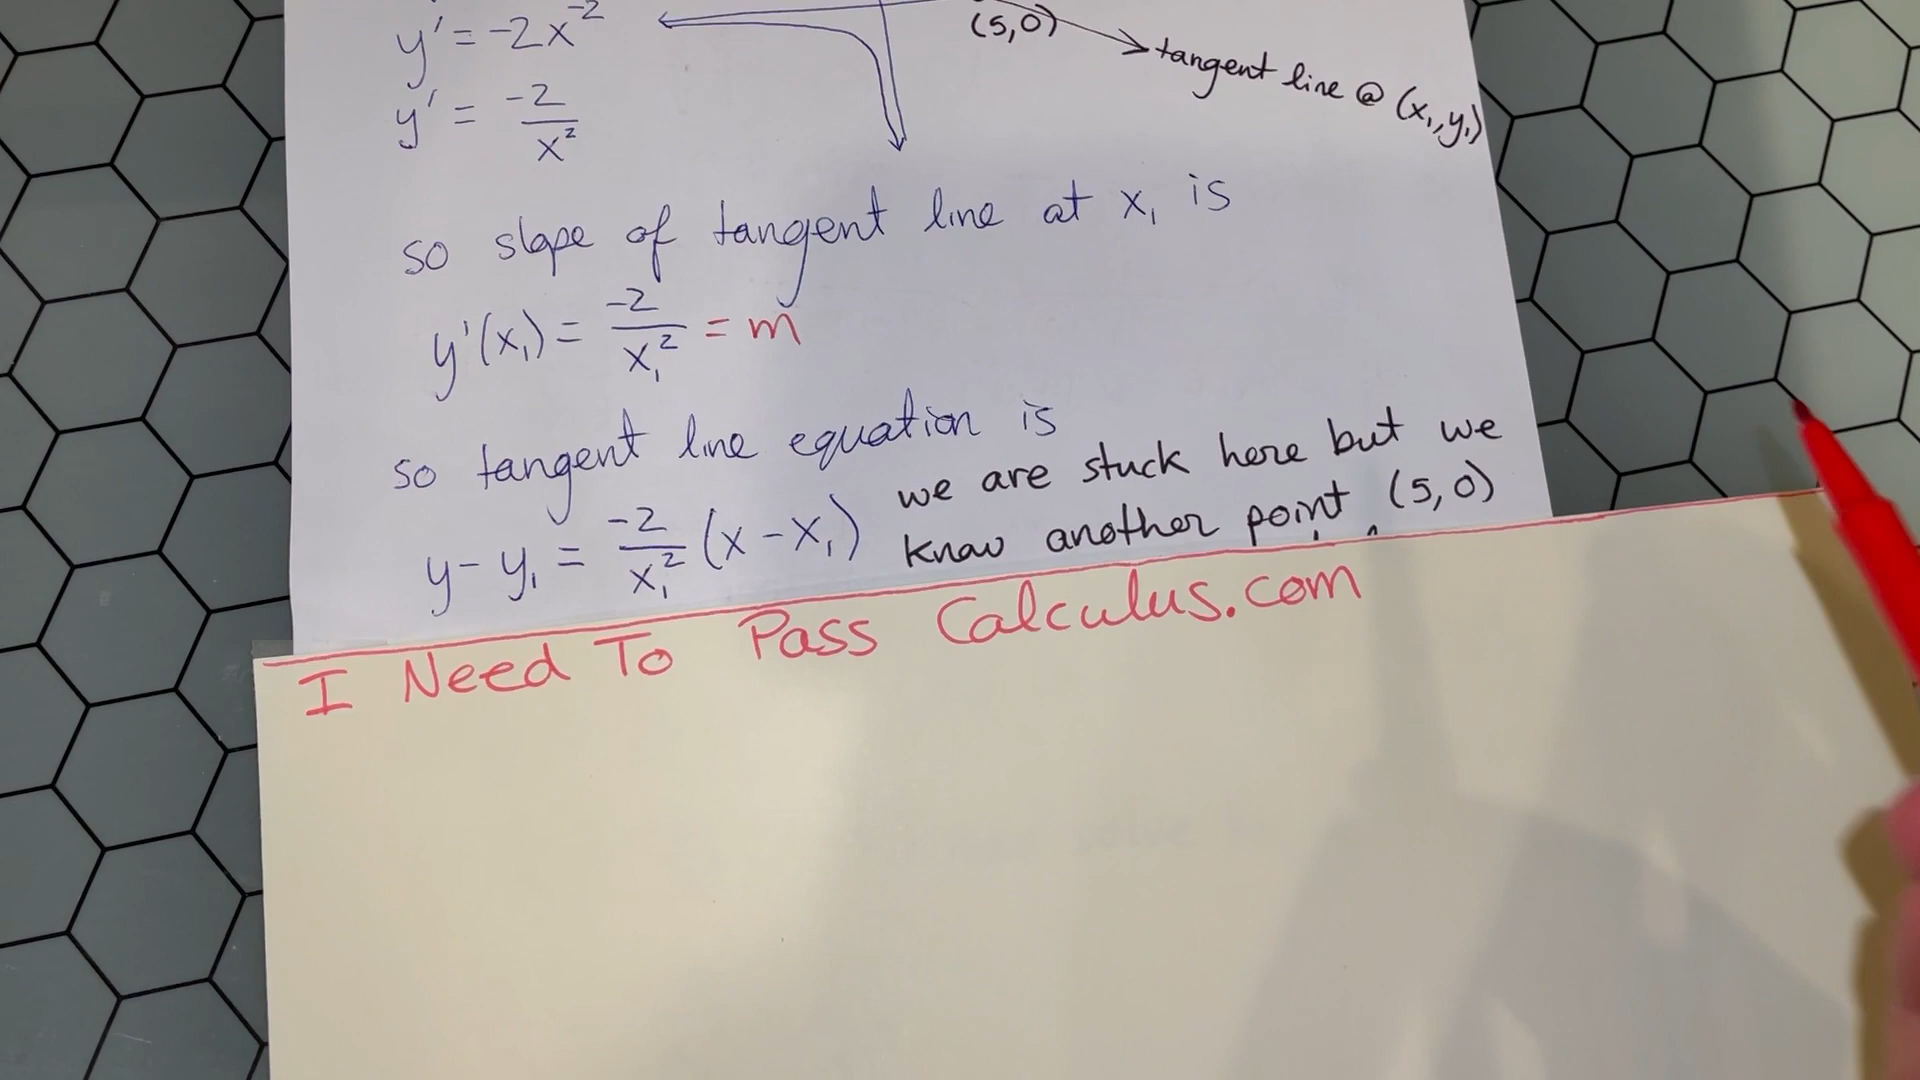 y' = -2x^-2
(5,0)
tangent line @ (x₁,y₁)
y' = -2/x²
so slope of tangent line at x₁ is
y'(x₁) = -2/x₁² = m
so tangent line equation is
y - y₁ = -2/x₁² (x - x₁)
we are stuck here but we
know another point (5,0)
I Need To Pass Calculus.com